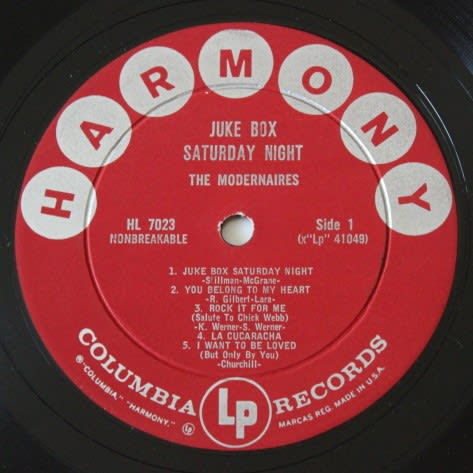 HARMONY
JUKE BOX
SATURDAY NIGHT
THE MODERNAIRES
HL 7023
NONBREAKABLE
Side 1
(x"Lp" 41049)
1. JUKE BOX SATURDAY NIGHT
-Stillman-McGrane-
2. YOU BELONG TO MY HEART
-R. Gilbert-Lara-
3. ROCK IT FOR ME
(Salute To Chick Webb)
-K. Werner-S. Werner-
4. LA CUCARACHA
5. I WANT TO BE LOVED
(But Only By You)
-Churchill-
COLUMBIA Lp RECORDS
® "COLUMBIA," "HARMONY," Lp MARCAS REG. MADE IN U.S.A.